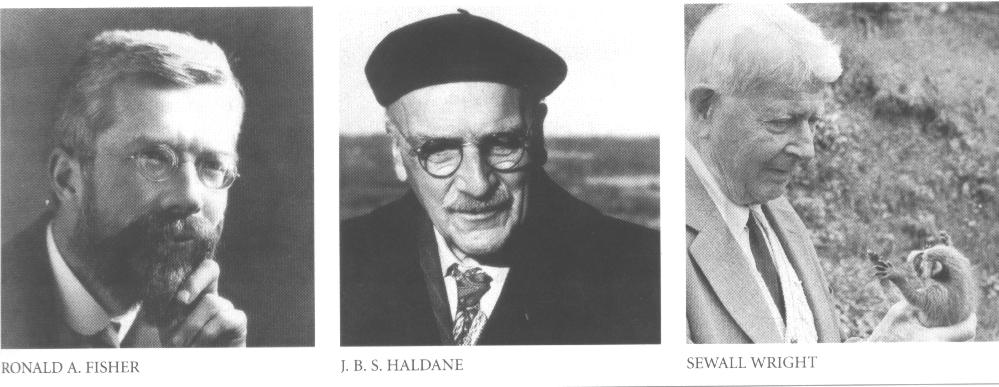 RONALD A. FISHER
J. B. S. HALDANE
SEWALL WRIGHT